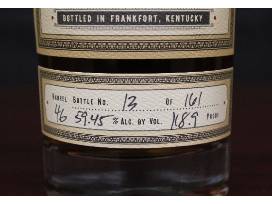 BOTTLED IN FRANKFORT, KENTUCKY
BARREL BOTTLE NO. 13 OF 161
46 59.45 % ALC. BY VOL. 118.9 PROOF